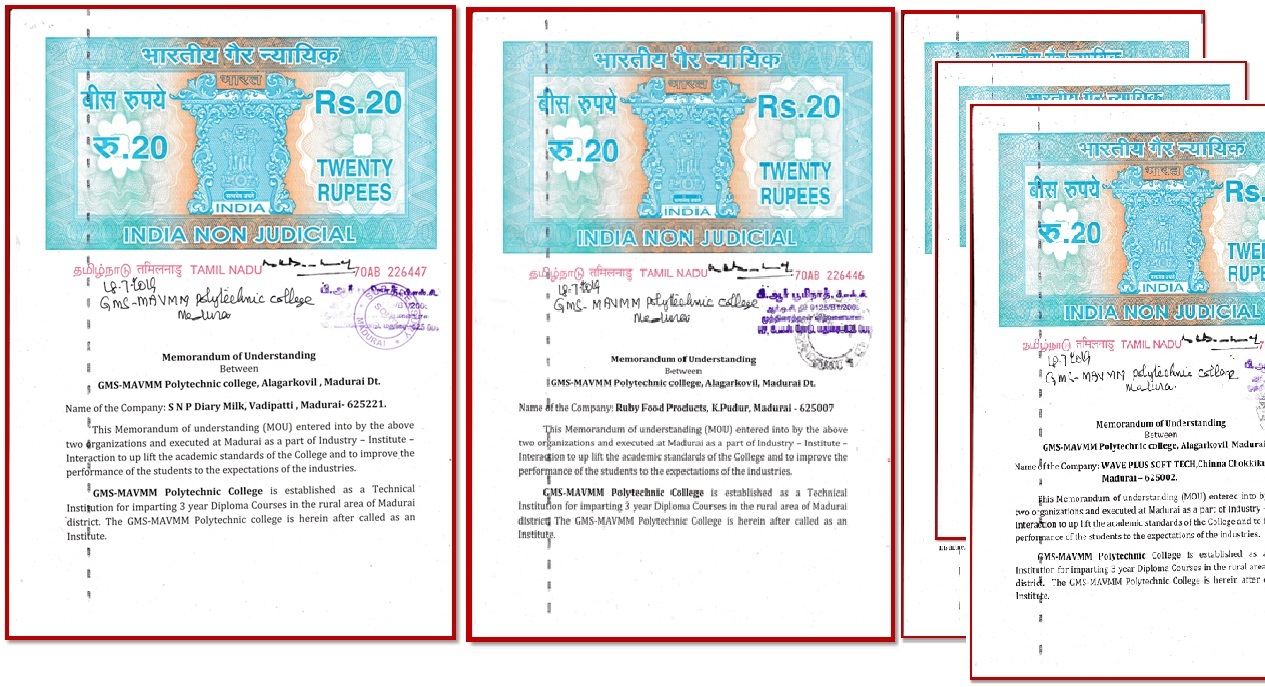 भारतीय गैर न्यायिक
भारत
बीस रुपये
Rs.20
रु.20
TWENTY
RUPEES
सत्यमेव जयते
INDIA
INDIA NON JUDICIAL
தமிழ்நாடு तमिलनाडु TAMIL NADU
70AB 226447
18-7-2019
GMS-MAVMM Polytechnic college
Madurai
Memorandum of Understanding
Between
GMS-MAVMM Polytechnic college, Alagarkovil , Madurai Dt.
Name of the Company: S N P Diary Milk, Vadipatti , Madurai- 625221.
This Memorandum of understanding (MOU) entered into by the above
two organizations and executed at Madurai as a part of Industry – Institute –
Interaction to up lift the academic standards of the College and to improve the
performance of the students to the expectations of the industries.
GMS-MAVMM Polytechnic College is established as a Technical
Institution for imparting 3 year Diploma Courses in the rural area of Madurai
district. The GMS-MAVMM Polytechnic college is herein after called as an
Institute.
भारतीय गैर न्यायिक
भारत
बीस रुपये
Rs.20
रु.20
TWENTY
RUPEES
सत्यमेव जयते
INDIA
INDIA NON JUDICIAL
தமிழ்நாடு तमिलनाडु TAMIL NADU
70AB 226446
18-7-2019
GMS- MAVMM Polytechnic college
Madurai
Memorandum of Understanding
Between
GMS-MAVMM Polytechnic college, Alagarkovil, Madurai Dt.
Name of the Company: Ruby Food Products, K.Pudur, Madurai - 625007
This Memorandum of understanding (MOU) entered into by the above
two organizations and executed at Madurai as a part of Industry – Institute –
Interaction to up lift the academic standards of the College and to improve the
performance of the students to the expectations of the industries.
GMS-MAVMM Polytechnic College is established as a Technical
Institution for imparting 3 year Diploma Courses in the rural area of Madurai
district. The GMS-MAVMM Polytechnic College is herein after called as an
Institute.
भारतीय गैर न्यायिक
भारत
बीस रुपये
Rs.
रु.20
INDIA
INDIA NON JUDICIAL
தமிழ்நாடு तमिलनाडु TAMIL NADU
18-7-2019
GMS- MAVMM Polytechnic college
Madurai
Memorandum of Understanding
Between
GMS-MAVMM Polytechnic college, Alagarkovil, Madurai
Name of the Company: WAVE PLUS SOFT TECH,Chinna Chokkika
Madurai – 625002.
This Memorandum of understanding (MOU) entered into by
two organizations and executed at Madurai as a part of Industry – Institute
Interaction to up lift the academic standards of the College and to
performance of the students to the expectations of the industries.
GMS-MAVMM Polytechnic College is established as
Institution for imparting 3 year Diploma Courses in the rural area
district. The GMS-MAVMM Polytechnic College is herein after
Institute.